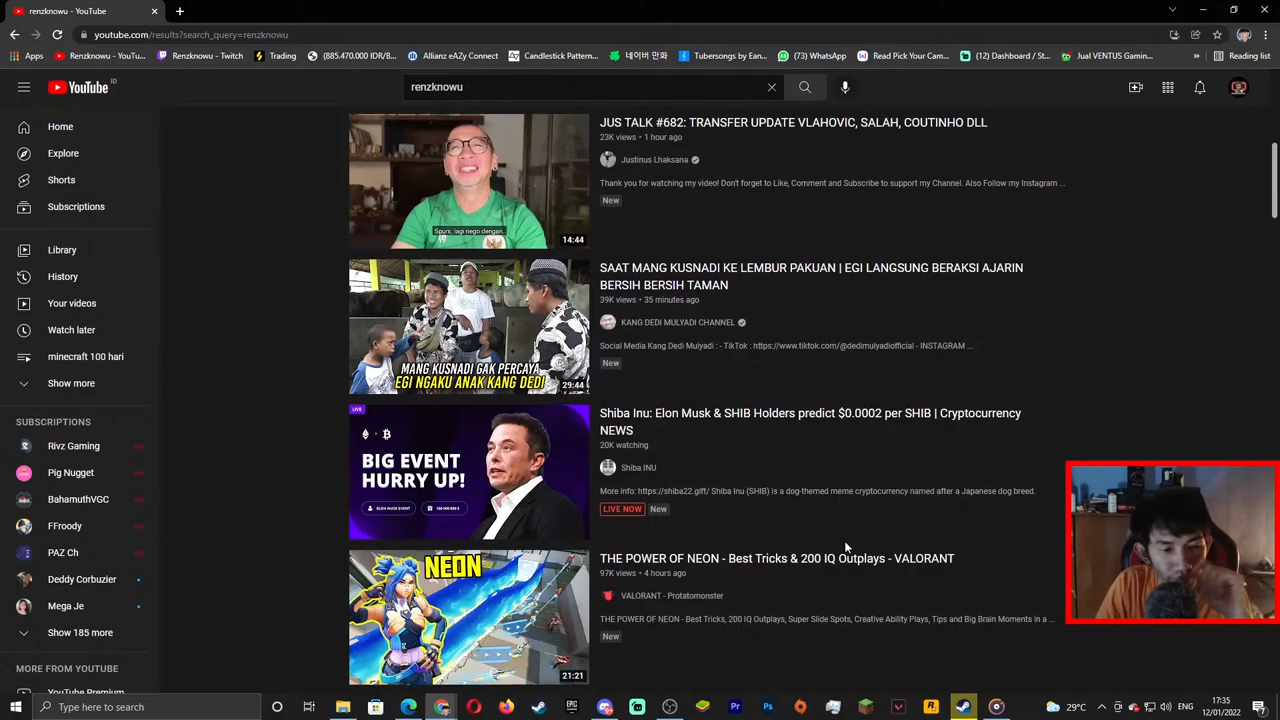 renzknowu
youtube.com/results?search_query=renzknowu
Apps
Renzknowu - YouTu...
Renzknowu - Twitch
Trading
(885.470.000 IDR/B...
Allianz eAZy Connect
Candlestick Pattern...
네이버 만화
Tubersongs by Ean...
(73) WhatsApp
Read Pick Your Cam...
(12) Dashboard / St...
Jual VENTUS Gamin...
»
Reading list
YouTube ID
renzknowu
Home
Explore
Shorts
Subscriptions
Library
History
Your videos
Watch later
minecraft 100 hari
Show more
SUBSCRIPTIONS
Rivz Gaming
Pig Nugget
BahamuthVGC
FFroody
PAZ Ch
Deddy Corbuzier
Mega Je
Show 185 more
MORE FROM YOUTUBE
YouTube Premium
Spurs, lagi nego dengan..
14:44
JUS TALK #682: TRANSFER UPDATE VLAHOVIC, SALAH, COUTINHO DLL
23K views • 1 hour ago
Justinus Lhaksana
Thank you for watching my video! Don't forget to Like, Comment and Subscribe to support my Channel. Also Follow my Instagram ...
New
MANG KUSNADI GAK PERCAYA
EGI NGAKU ANAK KANG DEDI
29:44
SAAT MANG KUSNADI KE LEMBUR PAKUAN | EGI LANGSUNG BERAKSI AJARIN
BERSIH BERSIH TAMAN
39K views • 35 minutes ago
KANG DEDI MULYADI CHANNEL
Social Media Kang Dedi Mulyadi : - TikTok : https://www.tiktok.com/@dedimulyadiofficial - INSTAGRAM ...
New
LIVE
BIG EVENT
HURRY UP!
ELON MUSK EVENT
Shiba Inu: Elon Musk & SHIB Holders predict $0.0002 per SHIB | Cryptocurrency
NEWS
20K watching
Shiba INU
More info: https://shiba22.gift/ Shiba Inu (SHIB) is a dog-themed meme cryptocurrency named after a Japanese dog breed.
LIVE NOW New
NEON
21:21
THE POWER OF NEON - Best Tricks & 200 IQ Outplays - VALORANT
97K views • 4 hours ago
VALORANT - Protatomonster
THE POWER OF NEON - Best Tricks, 200 IQ Outplays, Super Slide Spots, Creative Ability Plays, Tips and Big Brain Moments in a ...
New
Type here to search
29°C
ENG
17:35
12/01/2022